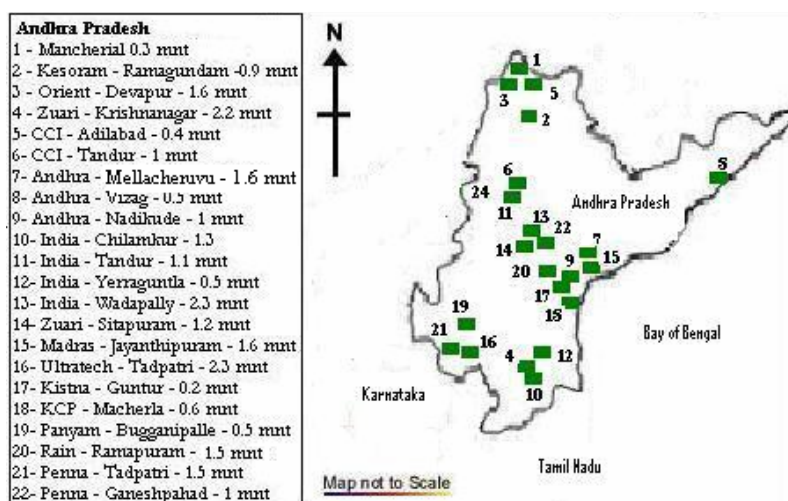 Andhra Pradesh
1 - Mancherial 0.3 mnt
2 - Kesoram - Ramagundam -0.9 mnt
3 - Orient - Devapur - 1.6 mnt
4 - Zuari - Krishnanagar - 2.2 mnt
5- CCI - Adilabad - 0.4 mnt
6- CCI - Tandur - 1 mnt
7- Andhra - Mellacheruvu - 1.6 mnt
8- Andhra - Vizag - 0.5 mnt
9- Andhra - Nadikude - 1 mnt
10- India - Chilamkur - 1.3
11- India - Tandur - 1.1 mnt
12- India - Yerraguntla - 0.5 mnt
13- India - Wadapally - 2.3 mnt
14- Zuari - Sitapuram - 1.2 mnt
15- Madras - Jayanthipuram - 1.6 mnt
16- Ultratech - Tadpatri - 2.3 mnt
17- Kistna - Guntur - 0.2 mnt
18- KCP - Macherla - 0.6 mnt
19- Panyam - Bugganipalle - 0.5 mnt
20- Rain - Ramapuram - 1.5 mnt
21- Penna - Tadpatri - 1.5 mnt
22- Penna - Ganeshpahad - 1 mnt
N
1
3
5
2
8
6
24
11
Andhra Pradesh
13
22
14
7
15
20
9
17
18
19
21
16
4
12
10
Bay of Bengal
Karnataka
Tamil Nadu
Map not to Scale